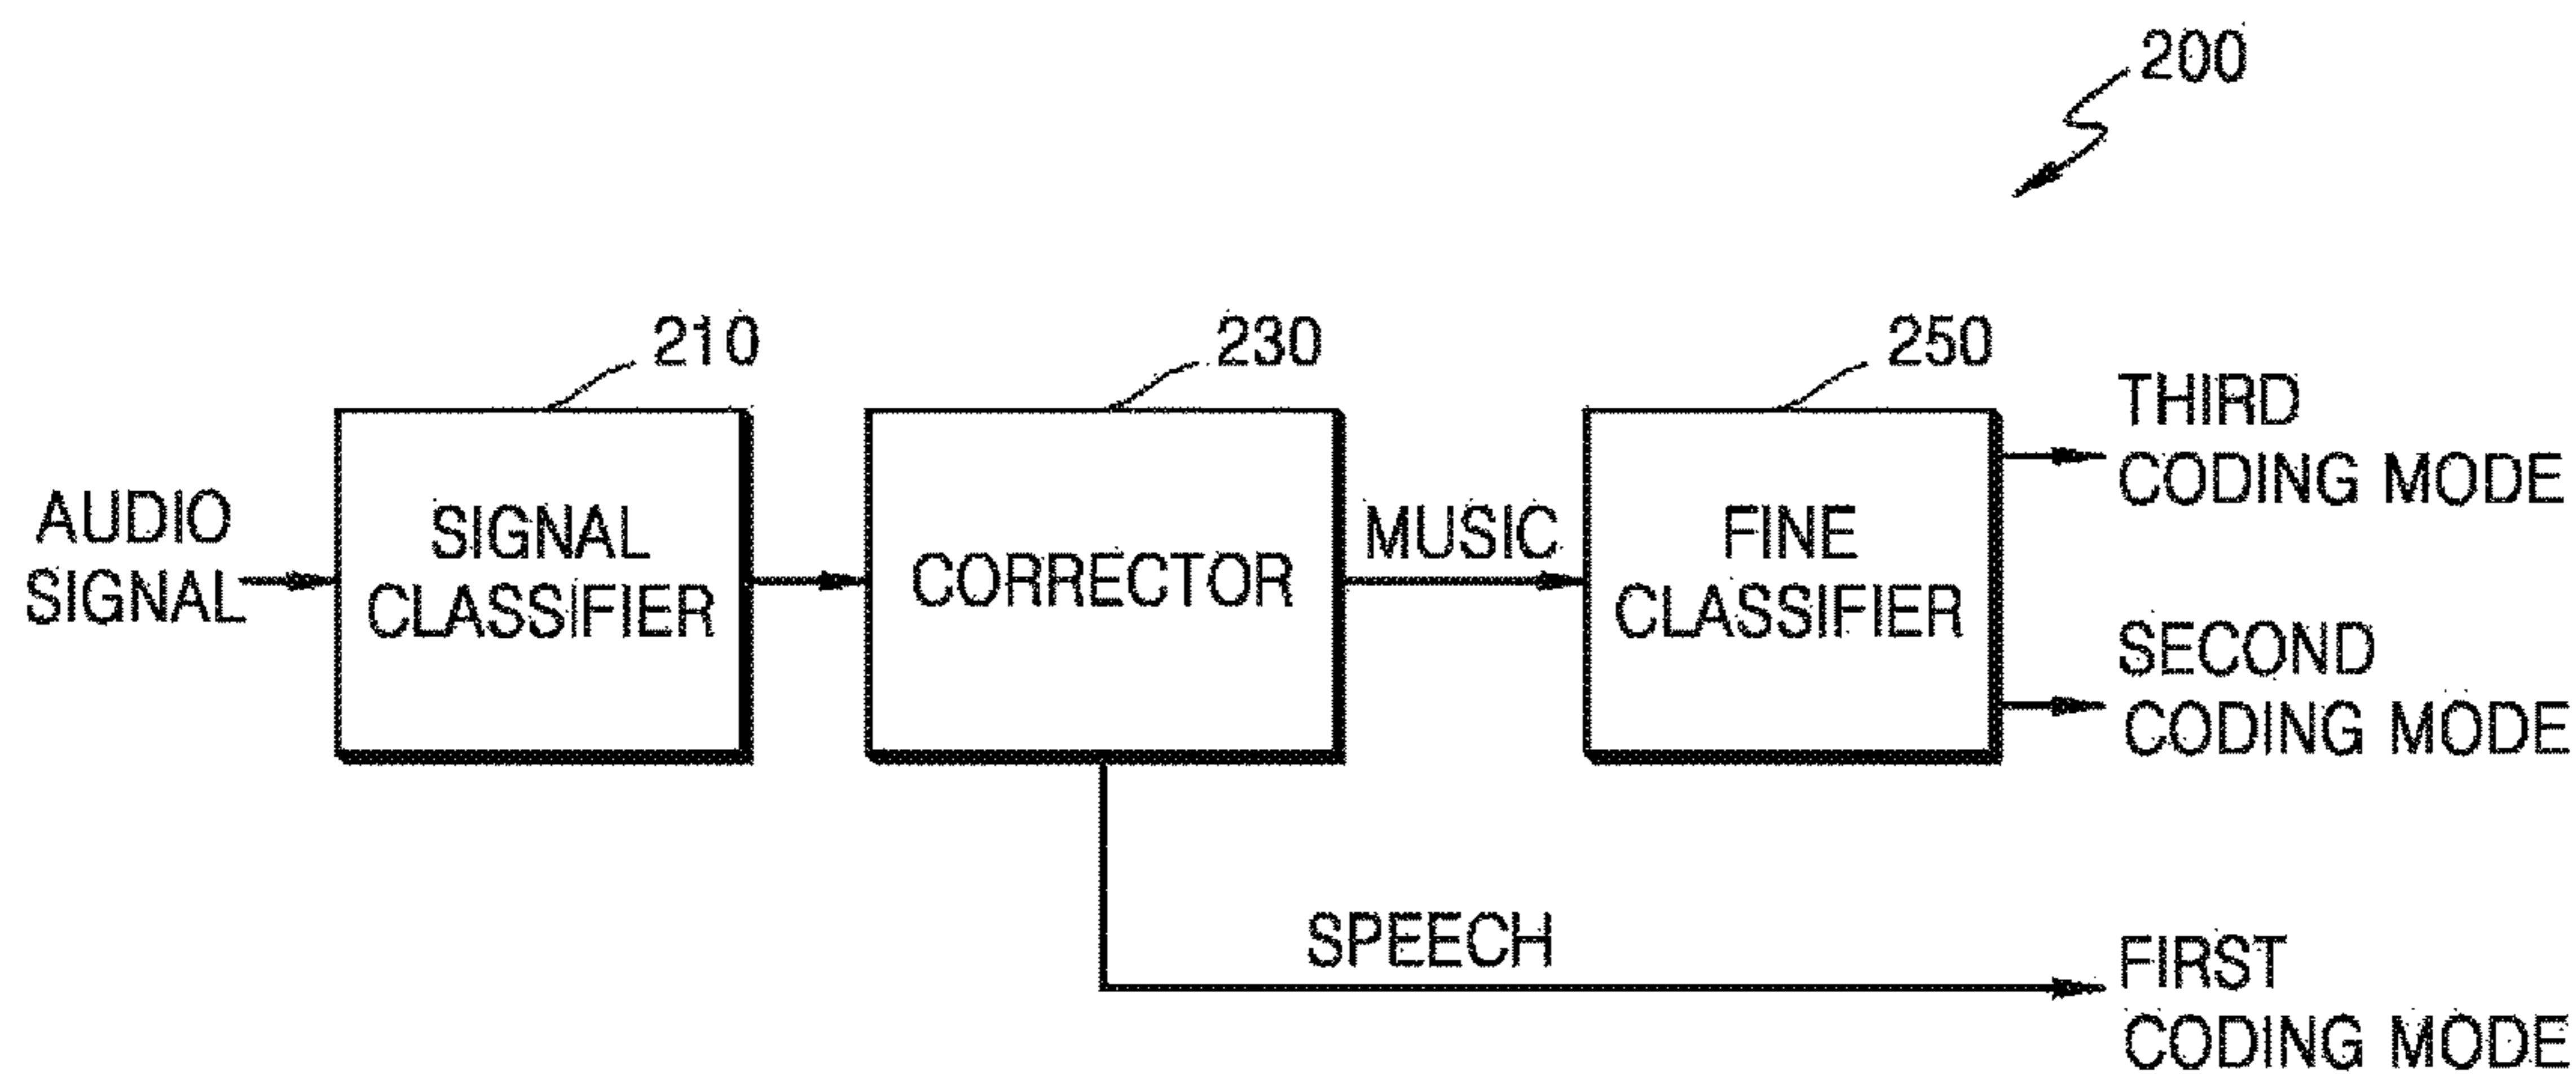 200
210
230
250
AUDIO
SIGNAL
SIGNAL
CLASSIFIER
CORRECTOR
MUSIC
FINE
CLASSIFIER
THIRD
CODING MODE
SECOND
CODING MODE
SPEECH
FIRST
CODING MODE